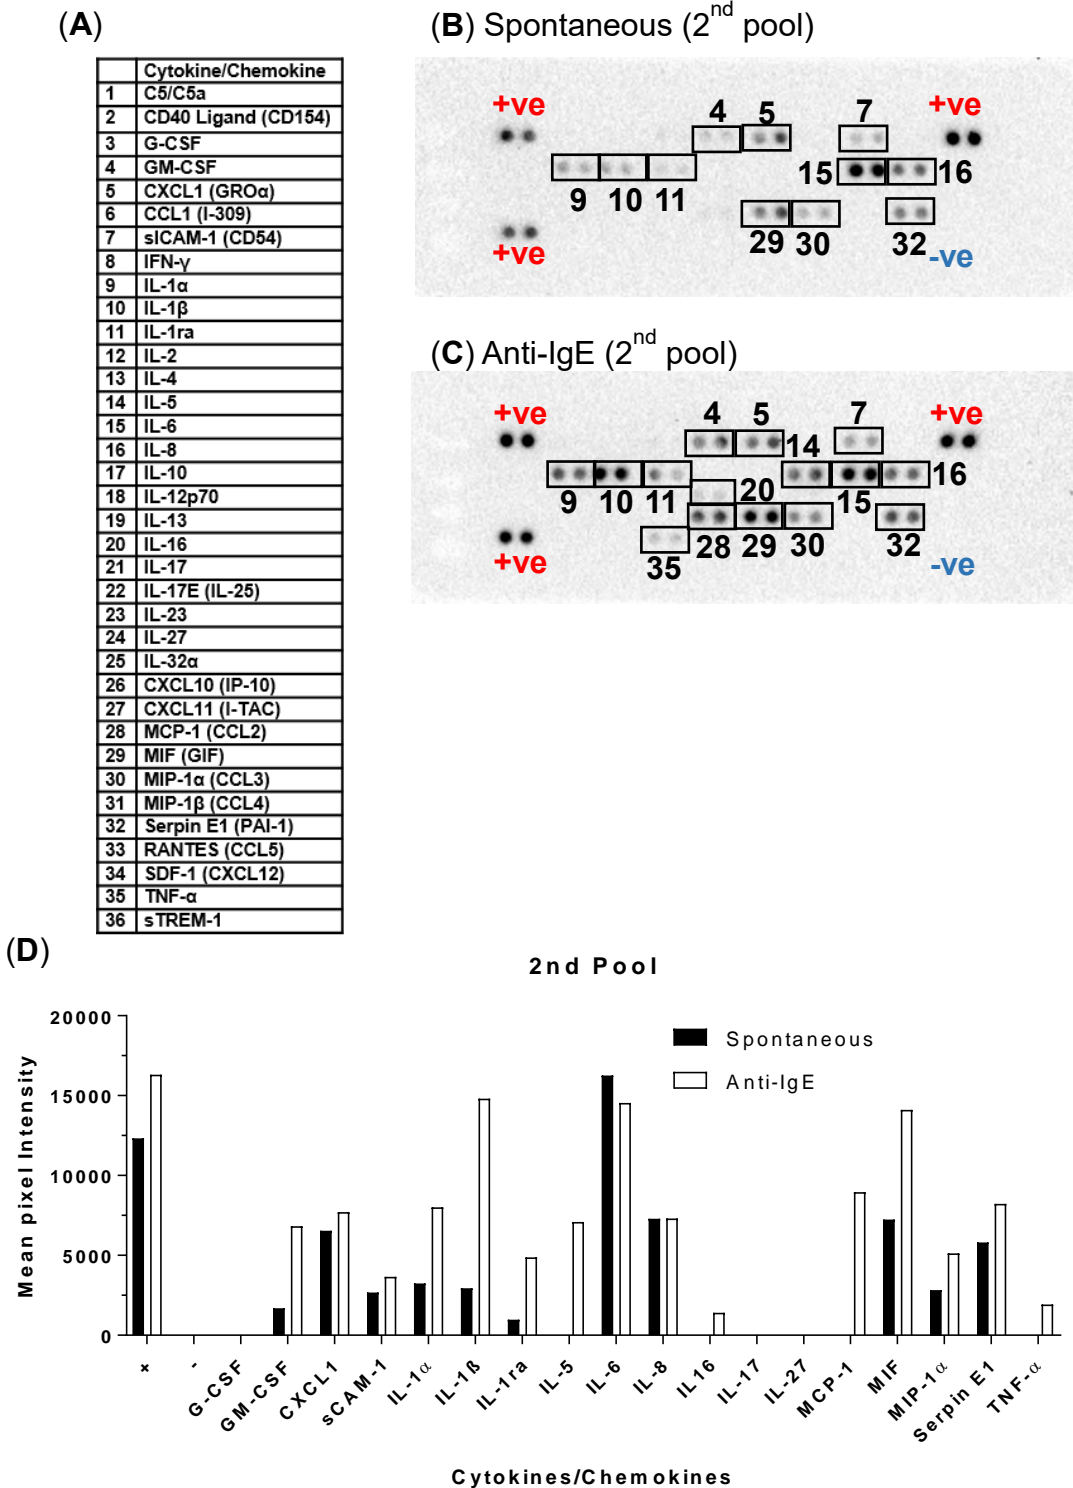 (A)
Cytokine/Chemokine
1 C5/C5a
2 CD40 Ligand (CD154)
3 G-CSF
4 GM-CSF
5 CXCL1 (GROα)
6 CCL1 (I-309)
7 sICAM-1 (CD54)
8 IFN-γ
9 IL-1α
10 IL-1β
11 IL-1ra
12 IL-2
13 IL-4
14 IL-5
15 IL-6
16 IL-8
17 IL-10
18 IL-12p70
19 IL-13
20 IL-16
21 IL-17
22 IL-17E (IL-25)
23 IL-23
24 IL-27
25 IL-32α
26 CXCL10 (IP-10)
27 CXCL11 (I-TAC)
28 MCP-1 (CCL2)
29 MIF (GIF)
30 MIP-1α (CCL3)
31 MIP-1β (CCL4)
32 Serpin E1 (PAI-1)
33 RANTES (CCL5)
34 SDF-1 (CXCL12)
35 TNF-α
36 sTREM-1
(B) Spontaneous (2nd pool)
+ve 4 5 7 +ve
15 16
9 10 11
29 30 32
+ve -ve
(C) Anti-IgE (2nd pool)
+ve 4 5 7 +ve
14
16
9 10 11 20 15
28 29 30 32
+ve 35 -ve
(D)
2nd Pool
Mean pixel Intensity
20000
15000
10000
5000
0
Spontaneous
Anti-IgE
+ - G-CSF GM-CSF CXCL1 sCAM-1 IL-1α IL-1ß IL-1ra IL-5 IL-6 IL-8 IL16 IL-17 IL-27 MCP-1 MIF MIP-1α Serpin E1 TNF-α
Cytokines/Chemokines